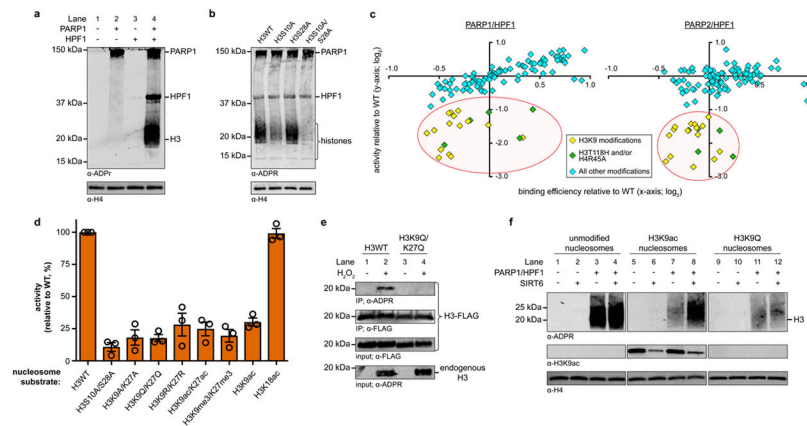 a
Lane 1 2 3 4
PARP1 - + - +
HPF1 - - + +
150 kDa
37 kDa
20 kDa
15 kDa
PARP1
HPF1
H3
α-ADPr
α-H4
b
H3WT
H3S10A
H3S28A
H3S10A/
S28A
150 kDa
37 kDa
20 kDa
15 kDa
PARP1
HPF1
histones
α-ADPR
α-H4
c
PARP1/HPF1
PARP2/HPF1
activity relative to WT (y-axis; log2)
1.0
-1.0
1.0
-1.0
-2.0
-3.0
1.0
-0.5
0.5
-1.0
-2.0
-3.0
H3K9 modifications
H3T118H and/or
H4R45A
All other modifications
binding efficiency relative to WT (x-axis; log2)
d
activity
(relative to WT, %)
100
75
50
25
0
nucleosome
substrate:
H3WT
H3S10A/S28A
H3K9A/K27A
H3K9Q/K27Q
H3K9R/K27R
H3K9ac/K27ac
H3K9me3/K27me3
H3K9ac
H3K18ac
e
H3WT
H3K9Q/
K27Q
Lane 1 2 3 4
H2O2 - + - +
20 kDa
IP; α-ADPR
20 kDa
IP; α-FLAG
20 kDa
input; α-FLAG
20 kDa
input; α-ADPR
H3-FLAG
endogenous
H3
f
unmodified
nucleosomes
H3K9ac
nucleosomes
H3K9Q
nucleosomes
Lane 1 2 3 4 5 6 7 8 9 10 11 12
PARP1/HPF1 - - + + - - + + - - + +
SIRT6 - + - + - + - + - + - +
25 kDa
20 kDa
H3
α-ADPR
α-H3K9ac
α-H4